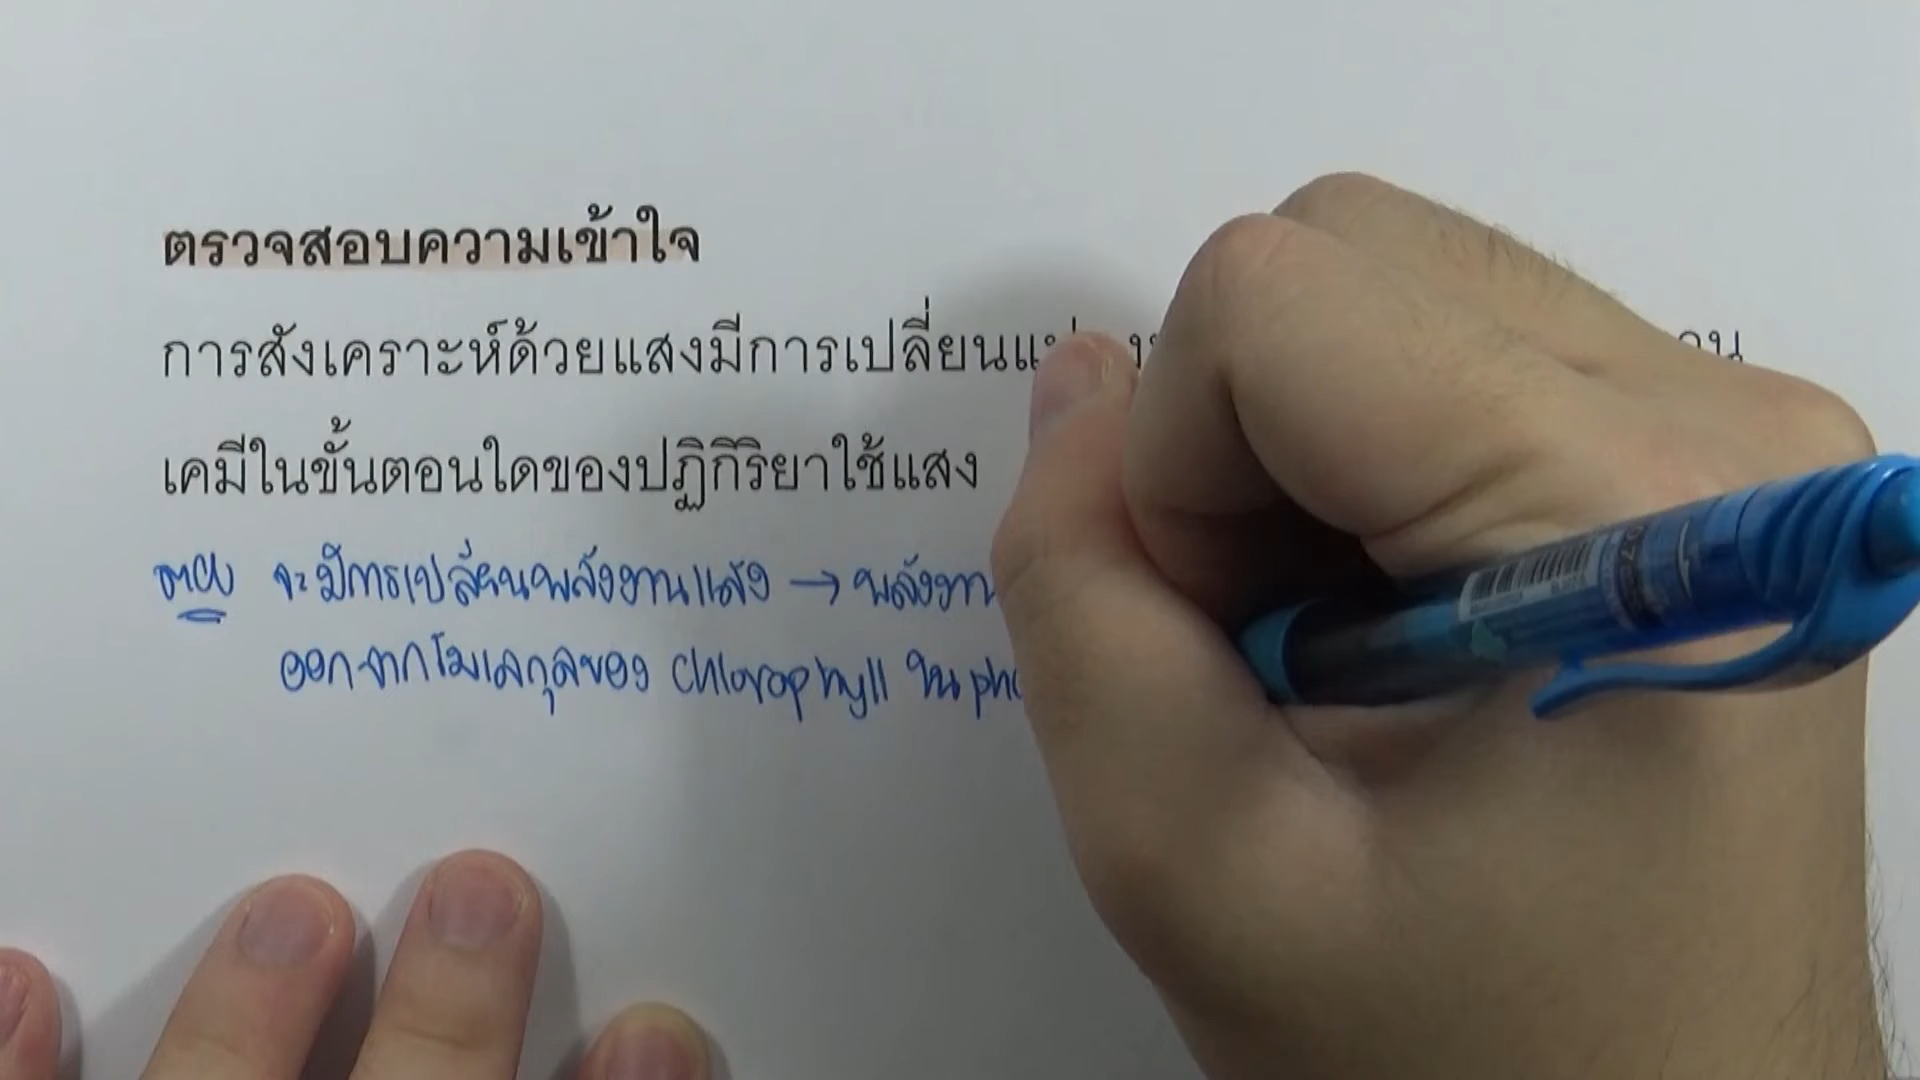 ตรวจสอบความเข้าใจ
การสังเคราะห์ด้วยแสงมีการเปลี่ยน
เคมีในขั้นตอนใดของปฏิกิริยาใช้แสง
ตอบ จะมีการเปลี่ยนพลังงานแสง → พลังงาน
ออกจากโมเลกุลของ Chlorophyll ใน pho